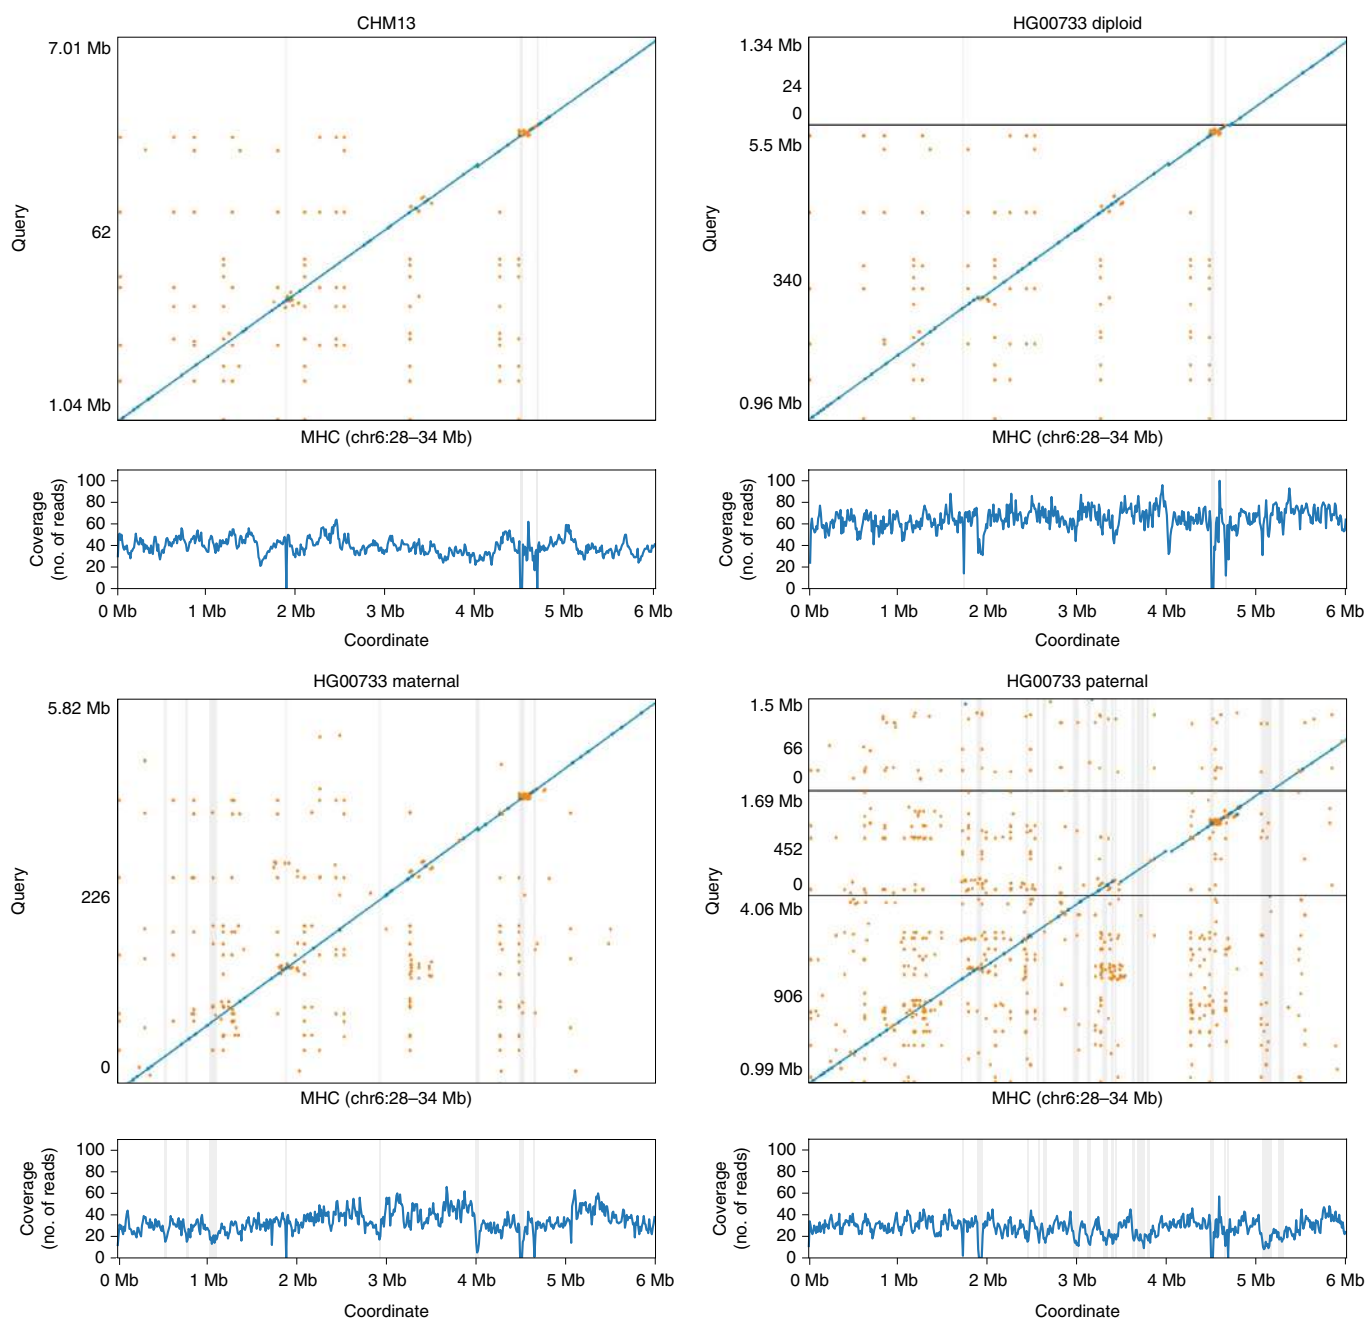 CHM13
7.01 Mb
62
1.04 Mb
Query
MHC (chr6:28–34 Mb)
Coverage
(no. of reads)
100
80
60
40
20
0
0 Mb 1 Mb 2 Mb 3 Mb 4 Mb 5 Mb 6 Mb
Coordinate
HG00733 diploid
1.34 Mb
24
0
5.5 Mb
340
0.96 Mb
Query
MHC (chr6:28–34 Mb)
Coverage
(no. of reads)
100
80
60
40
20
0
0 Mb 1 Mb 2 Mb 3 Mb 4 Mb 5 Mb 6 Mb
Coordinate
HG00733 maternal
5.82 Mb
226
0
Query
MHC (chr6:28–34 Mb)
Coverage
(no. of reads)
100
80
60
40
20
0
0 Mb 1 Mb 2 Mb 3 Mb 4 Mb 5 Mb 6 Mb
Coordinate
HG00733 paternal
1.5 Mb
66
0
1.69 Mb
452
0
4.06 Mb
906
0.99 Mb
Query
MHC (chr6:28–34 Mb)
Coverage
(no. of reads)
100
80
60
40
20
0
0 Mb 1 Mb 2 Mb 3 Mb 4 Mb 5 Mb 6 Mb
Coordinate